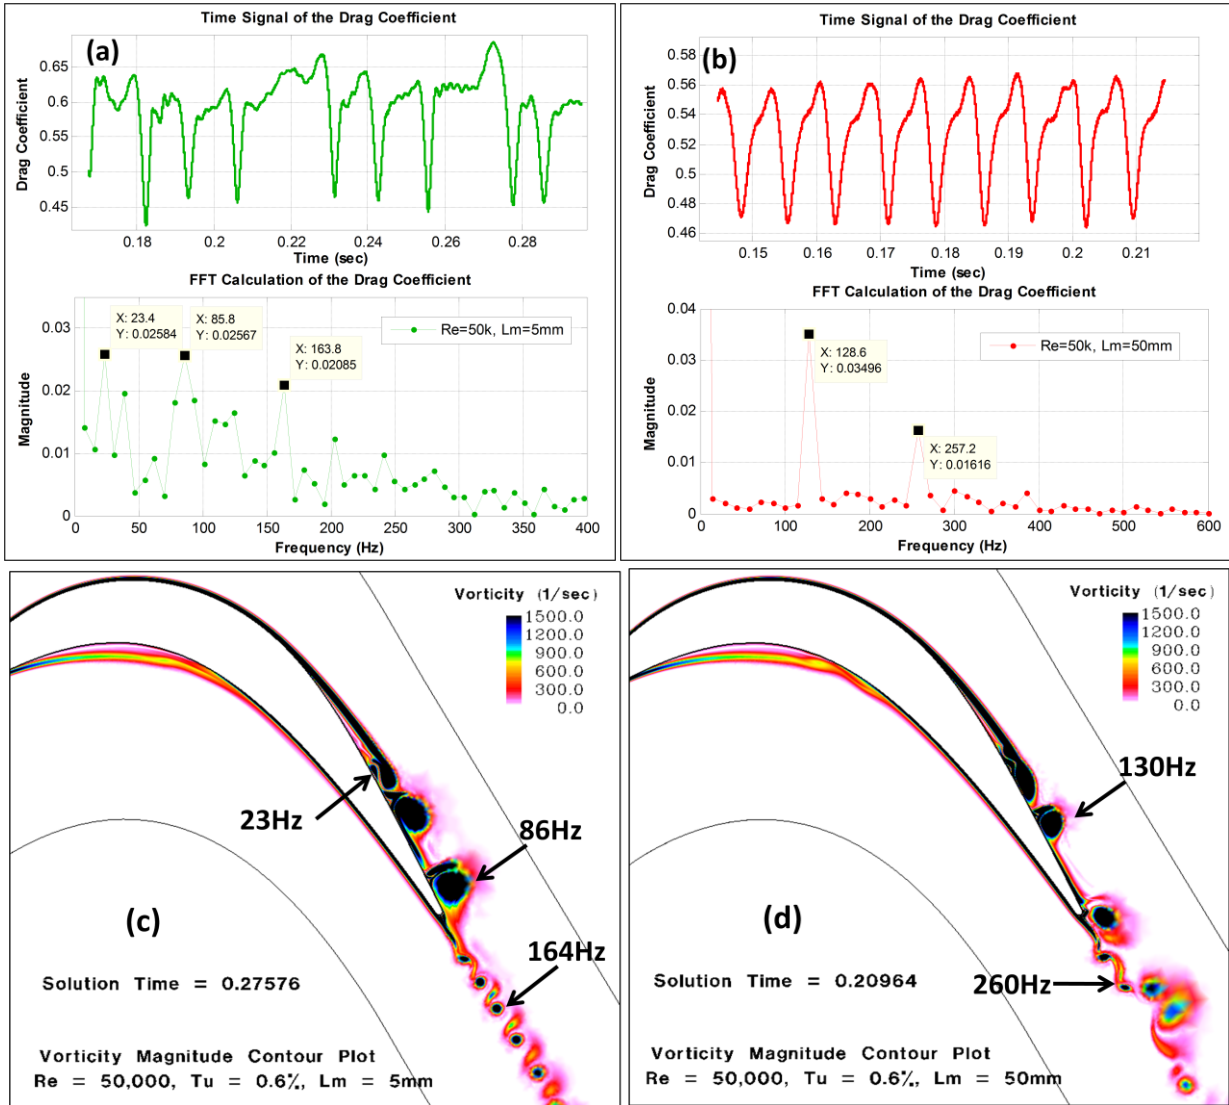 Time Signal of the Drag Coefficient
(a)
Drag Coefficient
0.65
0.6
0.55
0.5
0.45
0.18 0.2 0.22 0.24 0.26 0.28
Time (sec)
FFT Calculation of the Drag Coefficient
Magnitude
0.03
0.02
0.01
0
X: 23.4
Y: 0.02584
X: 85.8
Y: 0.02567
X: 163.8
Y: 0.02085
Re=50k, Lm=5mm
0 50 100 150 200 250 300 350 400
Frequency (Hz)
Time Signal of the Drag Coefficient
(b)
Drag Coefficient
0.58
0.56
0.54
0.52
0.5
0.48
0.46
0.15 0.16 0.17 0.18 0.19 0.2 0.21
Time (sec)
FFT Calculation of the Drag Coefficient
Magnitude
0.04
0.03
0.02
0.01
0
X: 128.6
Y: 0.03496
X: 257.2
Y: 0.01616
Re=50k, Lm=50mm
0 100 200 300 400 500 600
Frequency (Hz)
Vorticity (1/sec)
1500.0
1200.0
900.0
600.0
300.0
0.0
23Hz
86Hz
164Hz
(c)
Solution Time = 0.27576
Vorticity Magnitude Contour Plot
Re = 50,000, Tu = 0.6%, Lm = 5mm
Vorticity (1/sec)
1500.0
1200.0
900.0
600.0
300.0
0.0
130Hz
(d)
Solution Time = 0.20964
260Hz
Vorticity Magnitude Contour Plot
Re = 50,000, Tu = 0.6%, Lm = 50mm